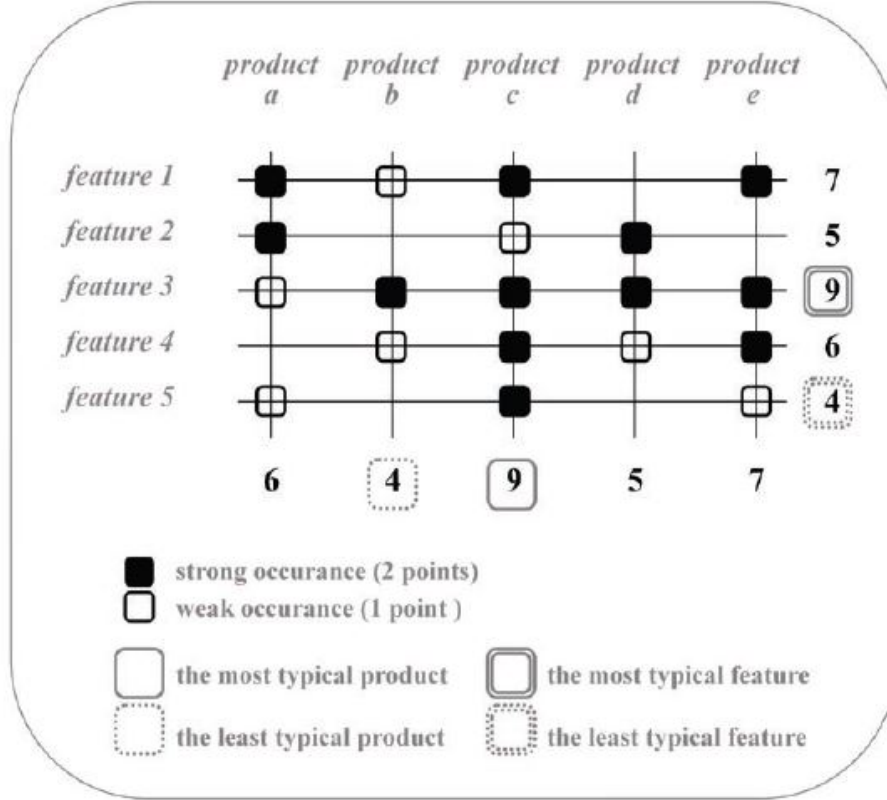 product product product product product
a b c d e
feature 1 7
feature 2 5
feature 3 9
feature 4 6
feature 5 4
6 4 9 5 7
strong occurance (2 points)
weak occurance (1 point )
the most typical product the most typical feature
the least typical product the least typical feature